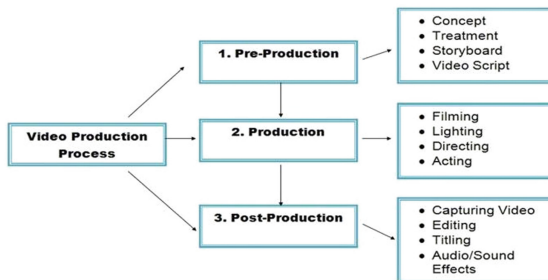 Video Production
Process
1. Pre-Production
• Concept
• Treatment
• Storyboard
• Video Script
2. Production
• Filming
• Lighting
• Directing
• Acting
3. Post-Production
• Capturing Video
• Editing
• Titling
• Audio/Sound
Effects